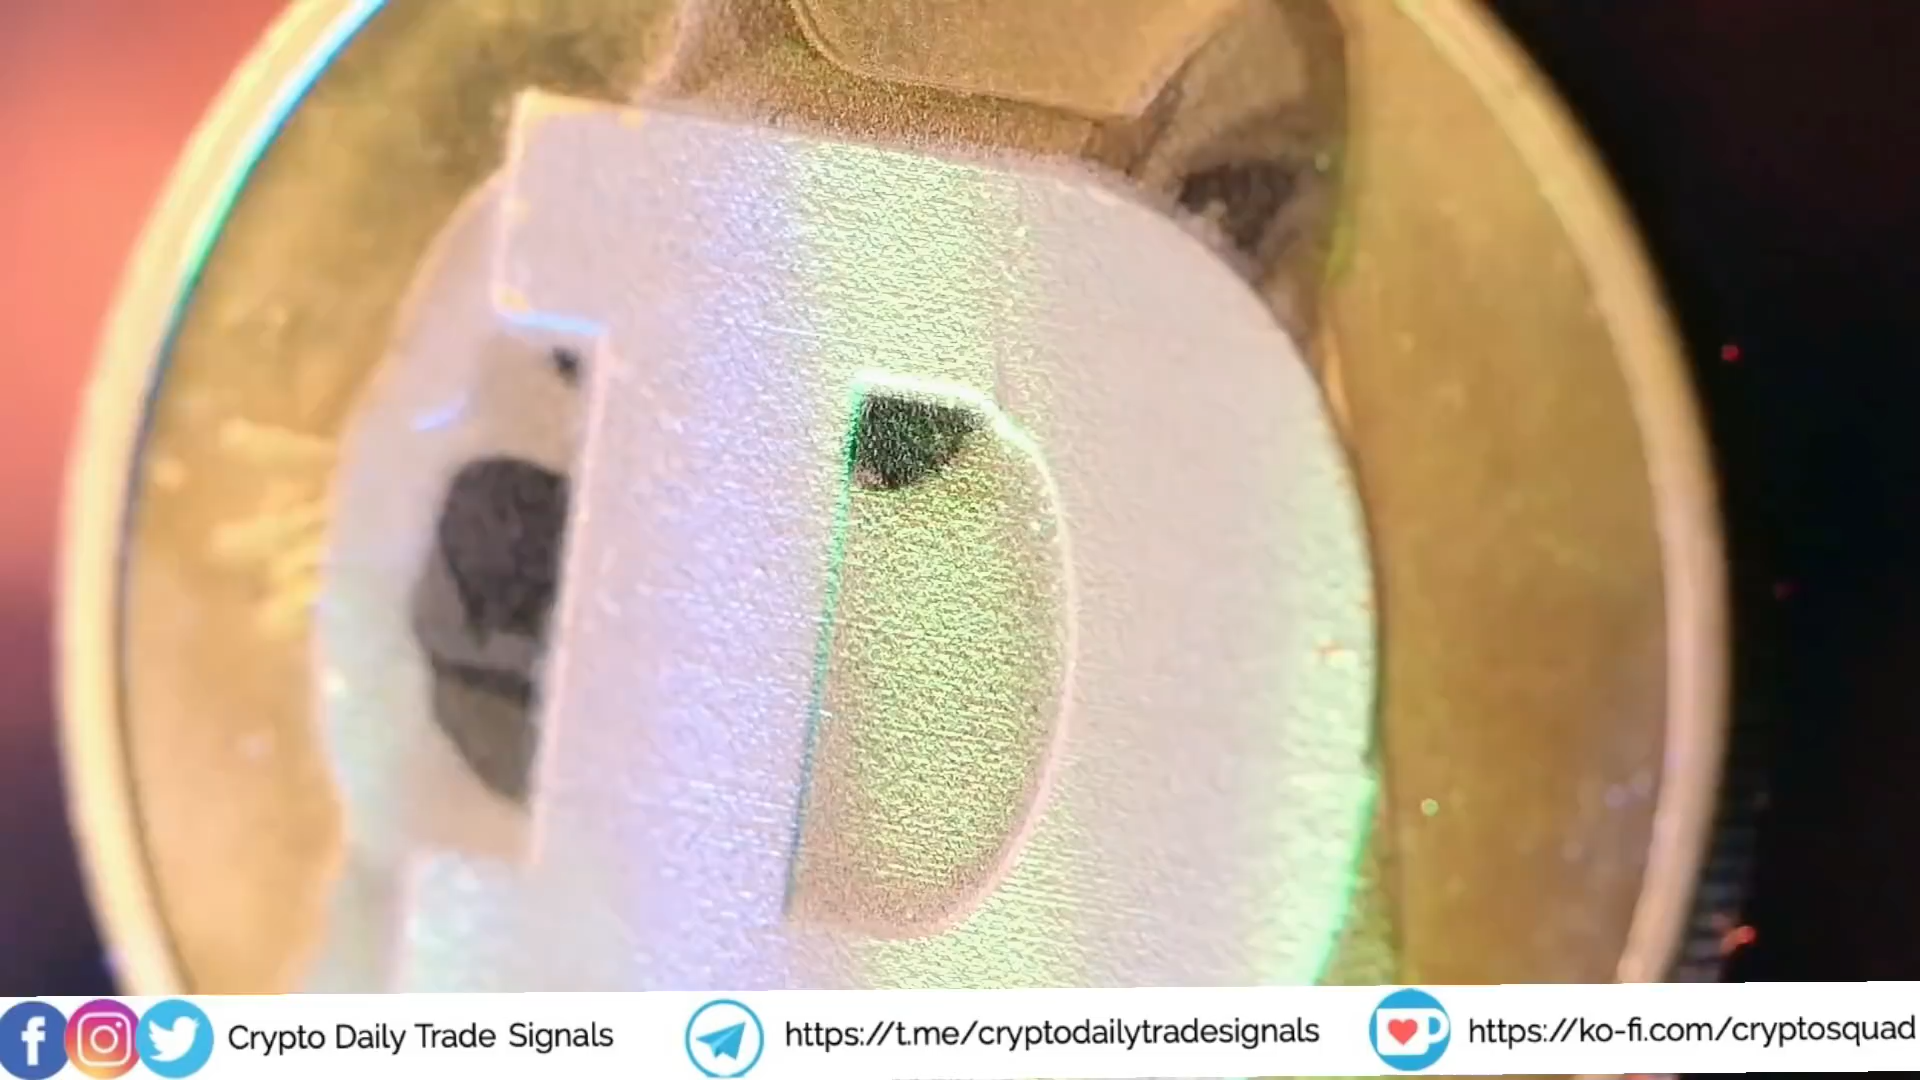 Crypto Daily Trade Signals
https://t.me/cryptodailytradesignals
https://ko-fi.com/cryptosquad